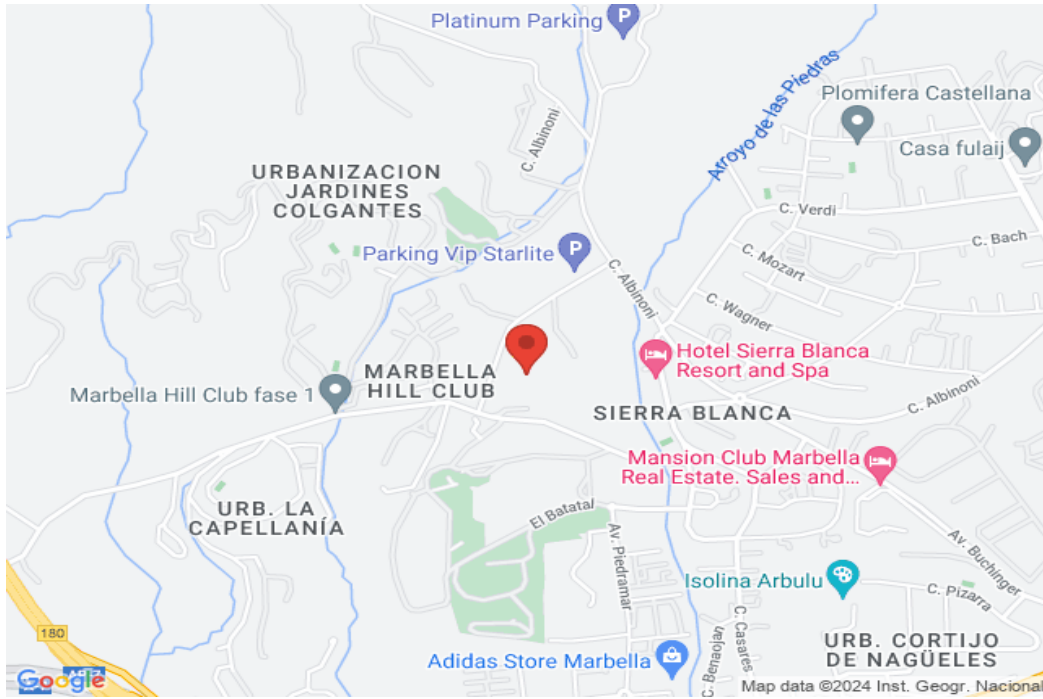 Platinum Parking
Arroyo de las Piedras
Plomifera Castellana
Casa fulaij
C. Albinoni
URBANIZACION
JARDINES
COLGANTES
C. Verdi
C. Bach
Parking Vip Starlite
C. Mozart
C. Albinoni
C. Wagner
Hotel Sierra Blanca
Resort and Spa
MARBELLA
HILL CLUB
Marbella Hill Club fase 1
C. Albinoni
SIERRA BLANCA
Mansion Club Marbella
Real Estate. Sales and...
URB. LA
CAPELLANÍA
El Batatal
Av. Piedramar
Av. Buchinger
Isolina Arbulu
C. Pizarra
C. Casares
C. Benaojan
180
URB. CORTIJO
DE NAGÜELES
Adidas Store Marbella
Google
Map data ©2024 Inst. Geogr. Nacional